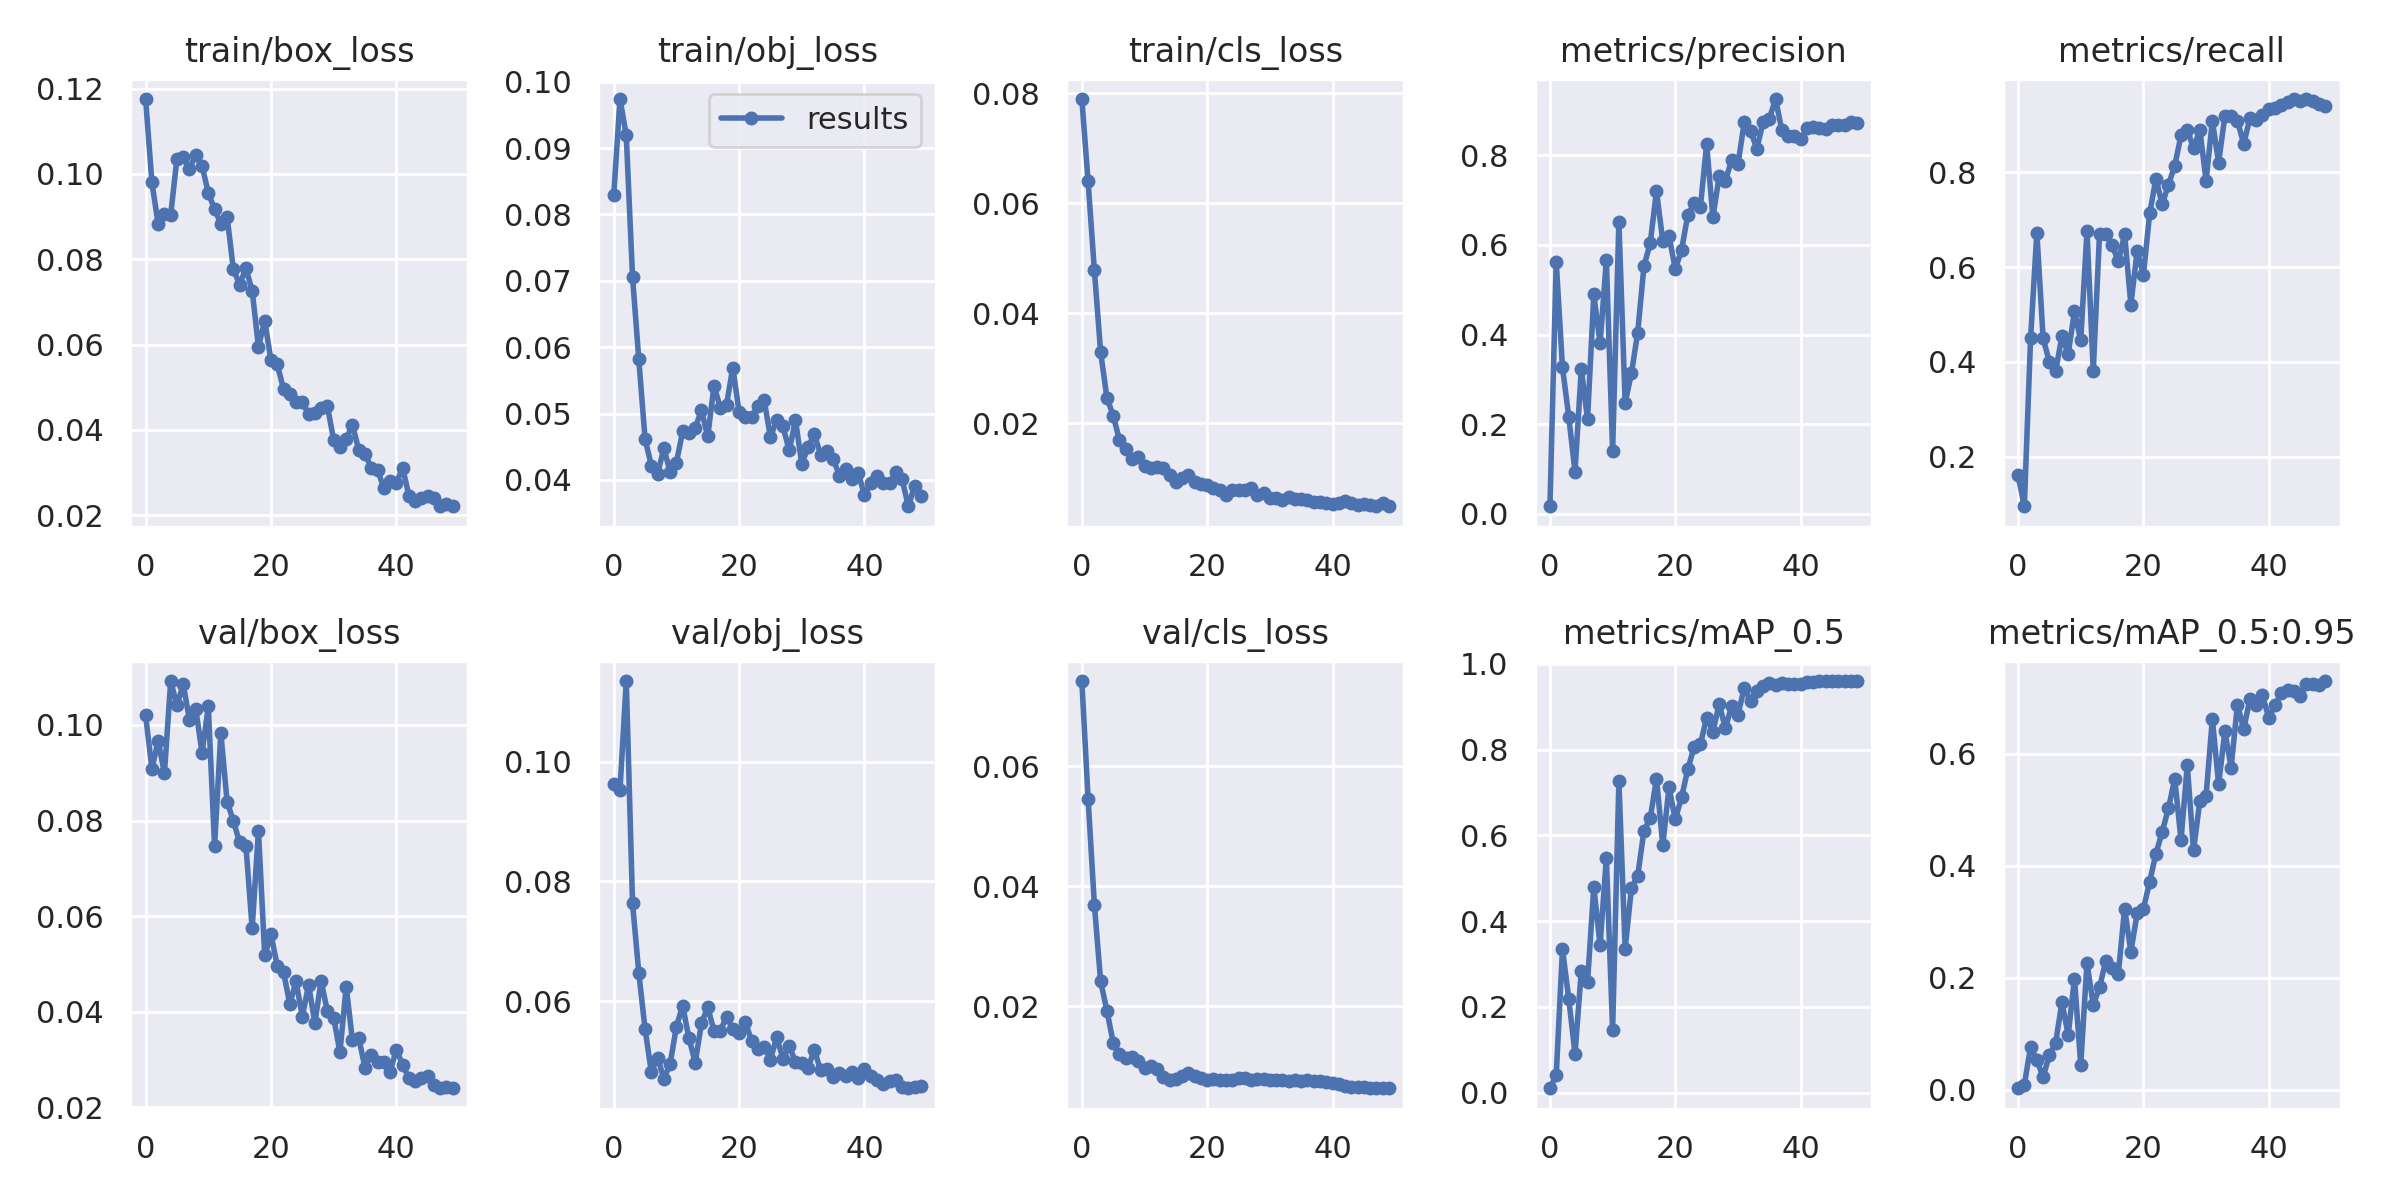 train/box_loss
0.12
0.10
0.08
0.06
0.04
0.02
0 20 40
train/obj_loss
results
0.10
0.09
0.08
0.07
0.06
0.05
0.04
0 20 40
train/cls_loss
0.08
0.06
0.04
0.02
0 20 40
metrics/precision
0.8
0.6
0.4
0.2
0.0
0 20 40
metrics/recall
0.8
0.6
0.4
0.2
0 20 40
val/box_loss
0.10
0.08
0.06
0.04
0.02
0 20 40
val/obj_loss
0.10
0.08
0.06
0 20 40
val/cls_loss
0.06
0.04
0.02
0 20 40
metrics/mAP_0.5
1.0
0.8
0.6
0.4
0.2
0.0
0 20 40
metrics/mAP_0.5:0.95
0.6
0.4
0.2
0.0
0 20 40